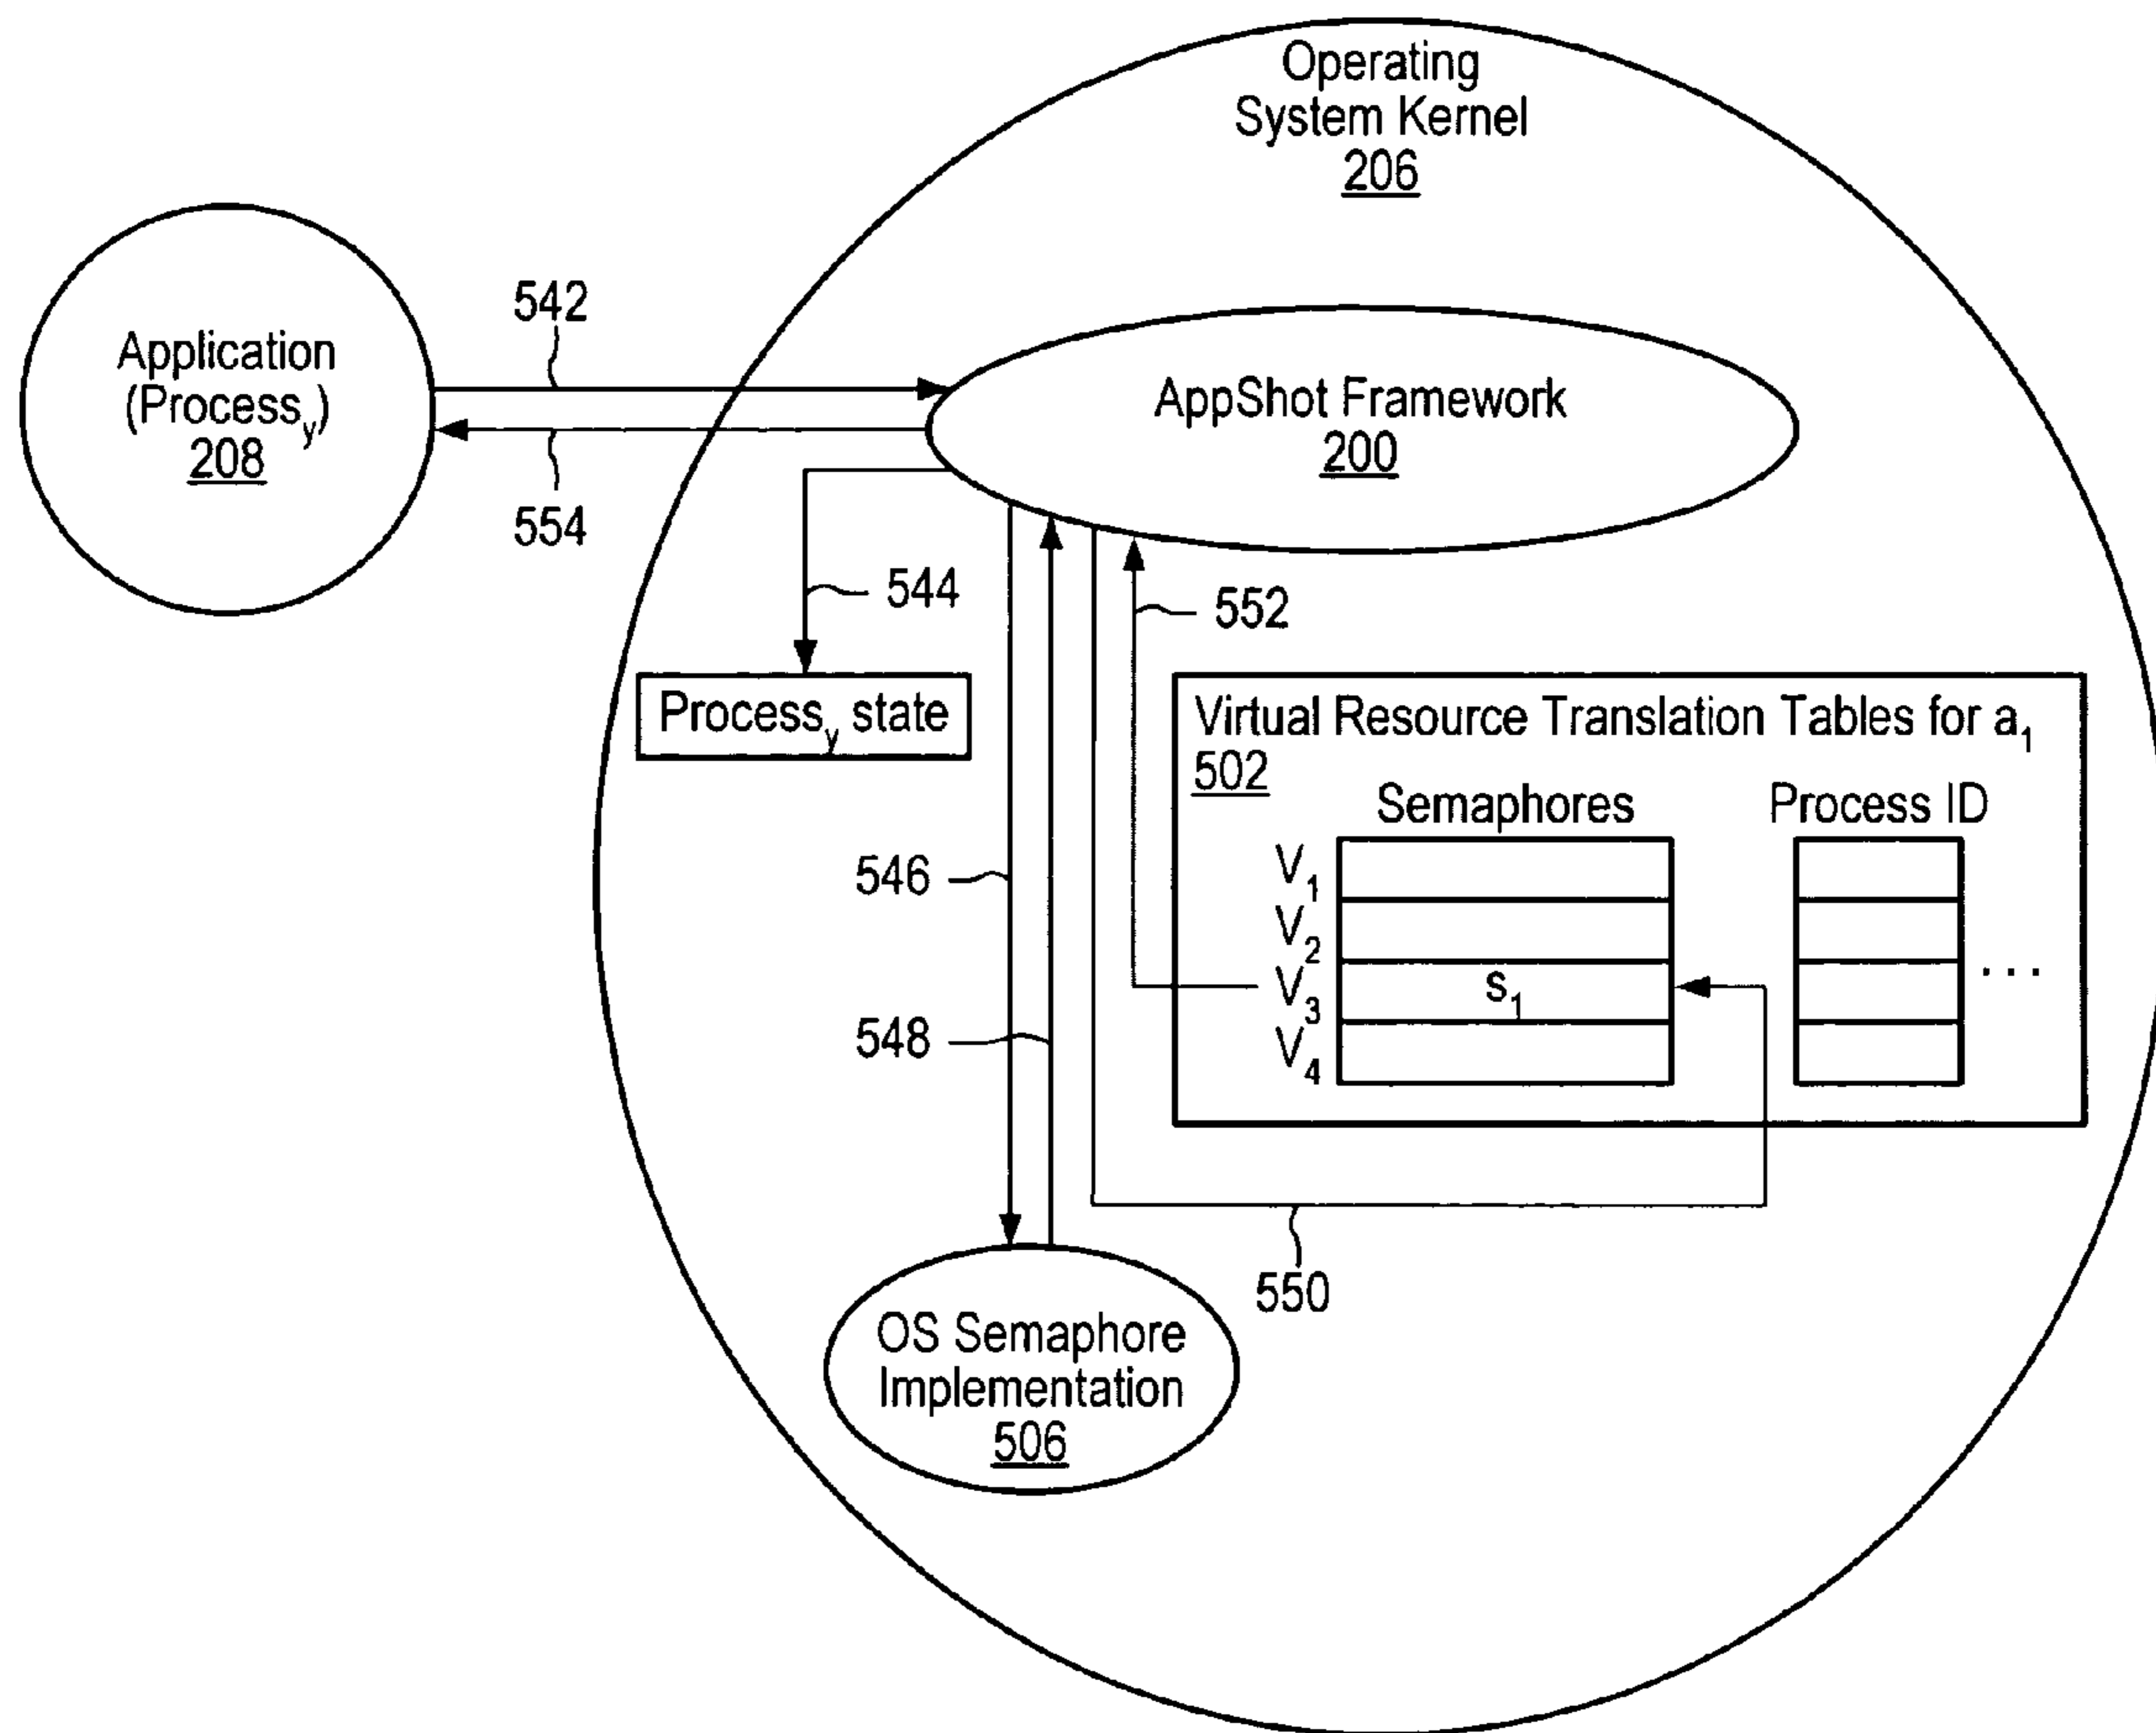 Operating
System Kernel
206
Application
(Processy)
208
542
554
AppShot Framework
200
544
552
Processy state
Virtual Resource Translation Tables for a1
502
Semaphores
Process ID
V1
V2
V3
s1
...
V4
546
548
550
OS Semaphore
Implementation
506